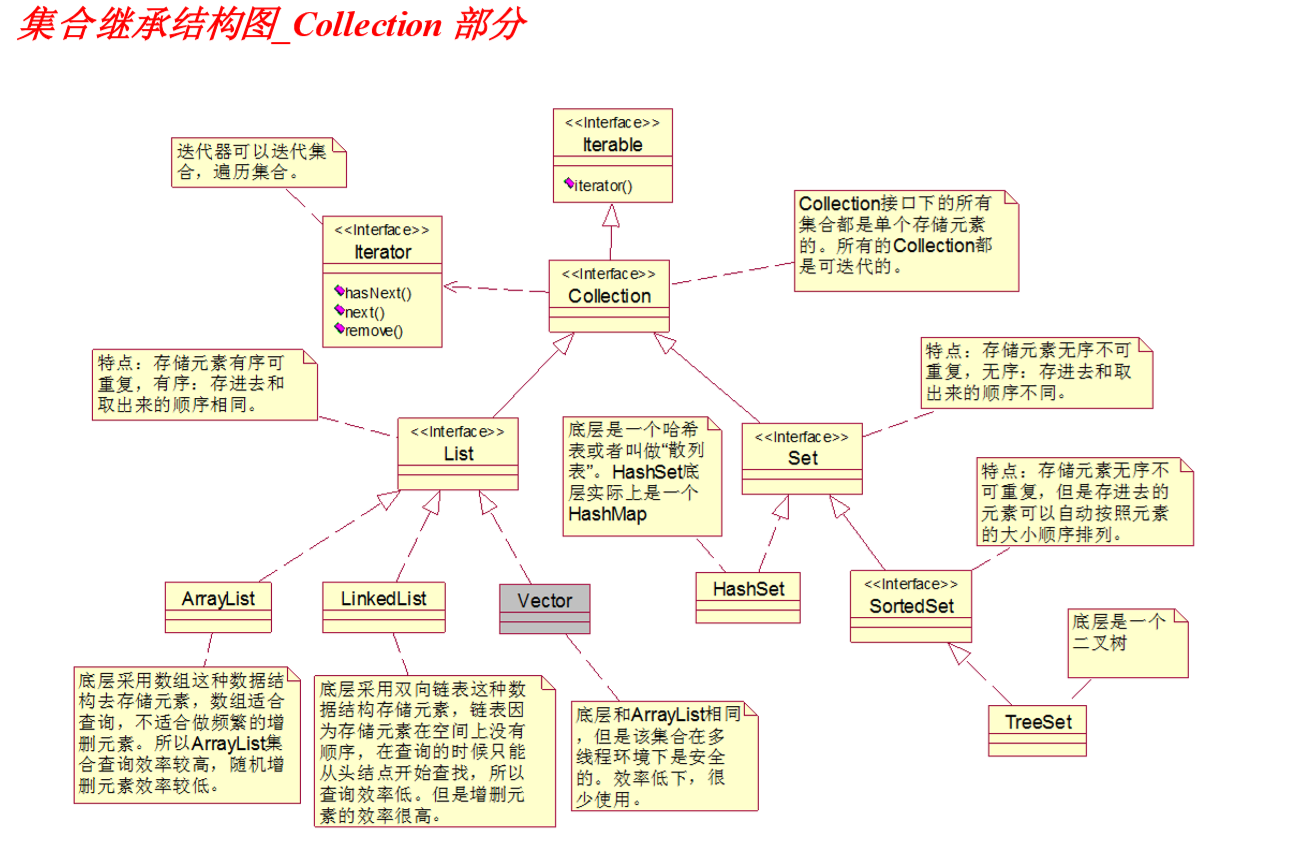 集合继承结构图_Collection 部分
<<Interface>>
Iterable
iterator()
迭代器可以迭代集
合，遍历集合。
<<Interface>>
Iterator
hasNext()
next()
remove()
<<Interface>>
Collection
Collection接口下的所有
集合都是单个存储元素
的。所有的Collection都
是可迭代的。
特点：存储元素有序可
重复，有序：存进去和
取出来的顺序相同。
<<Interface>>
List
底层是一个哈希
表或者叫做“散列
表”。HashSet底
层实际上是一个
HashMap
<<Interface>>
Set
特点：存储元素无序不可
重复，无序：存进去和取
出来的顺序不同。
特点：存储元素无序不
可重复，但是存进去的
元素可以自动按照元素
的大小顺序排列。
ArrayList
LinkedList
Vector
HashSet
<<Interface>>
SortedSet
底层是一个
二叉树
TreeSet
底层采用数组这种数据结
构去存储元素，数组适合
查询，不适合做频繁的增
删元素。所以ArrayList集
合查询效率较高，随机增
删元素效率较低。
底层采用双向链表这种数
据结构存储元素，链表因
为存储元素在空间上没有
顺序，在查询的时候只能
从头结点开始查找，所以
查询效率低。但是增删元
素的效率很高。
底层和ArrayList相同
，但是该集合在多
线程环境下是安全
的。效率低下，很
少使用。